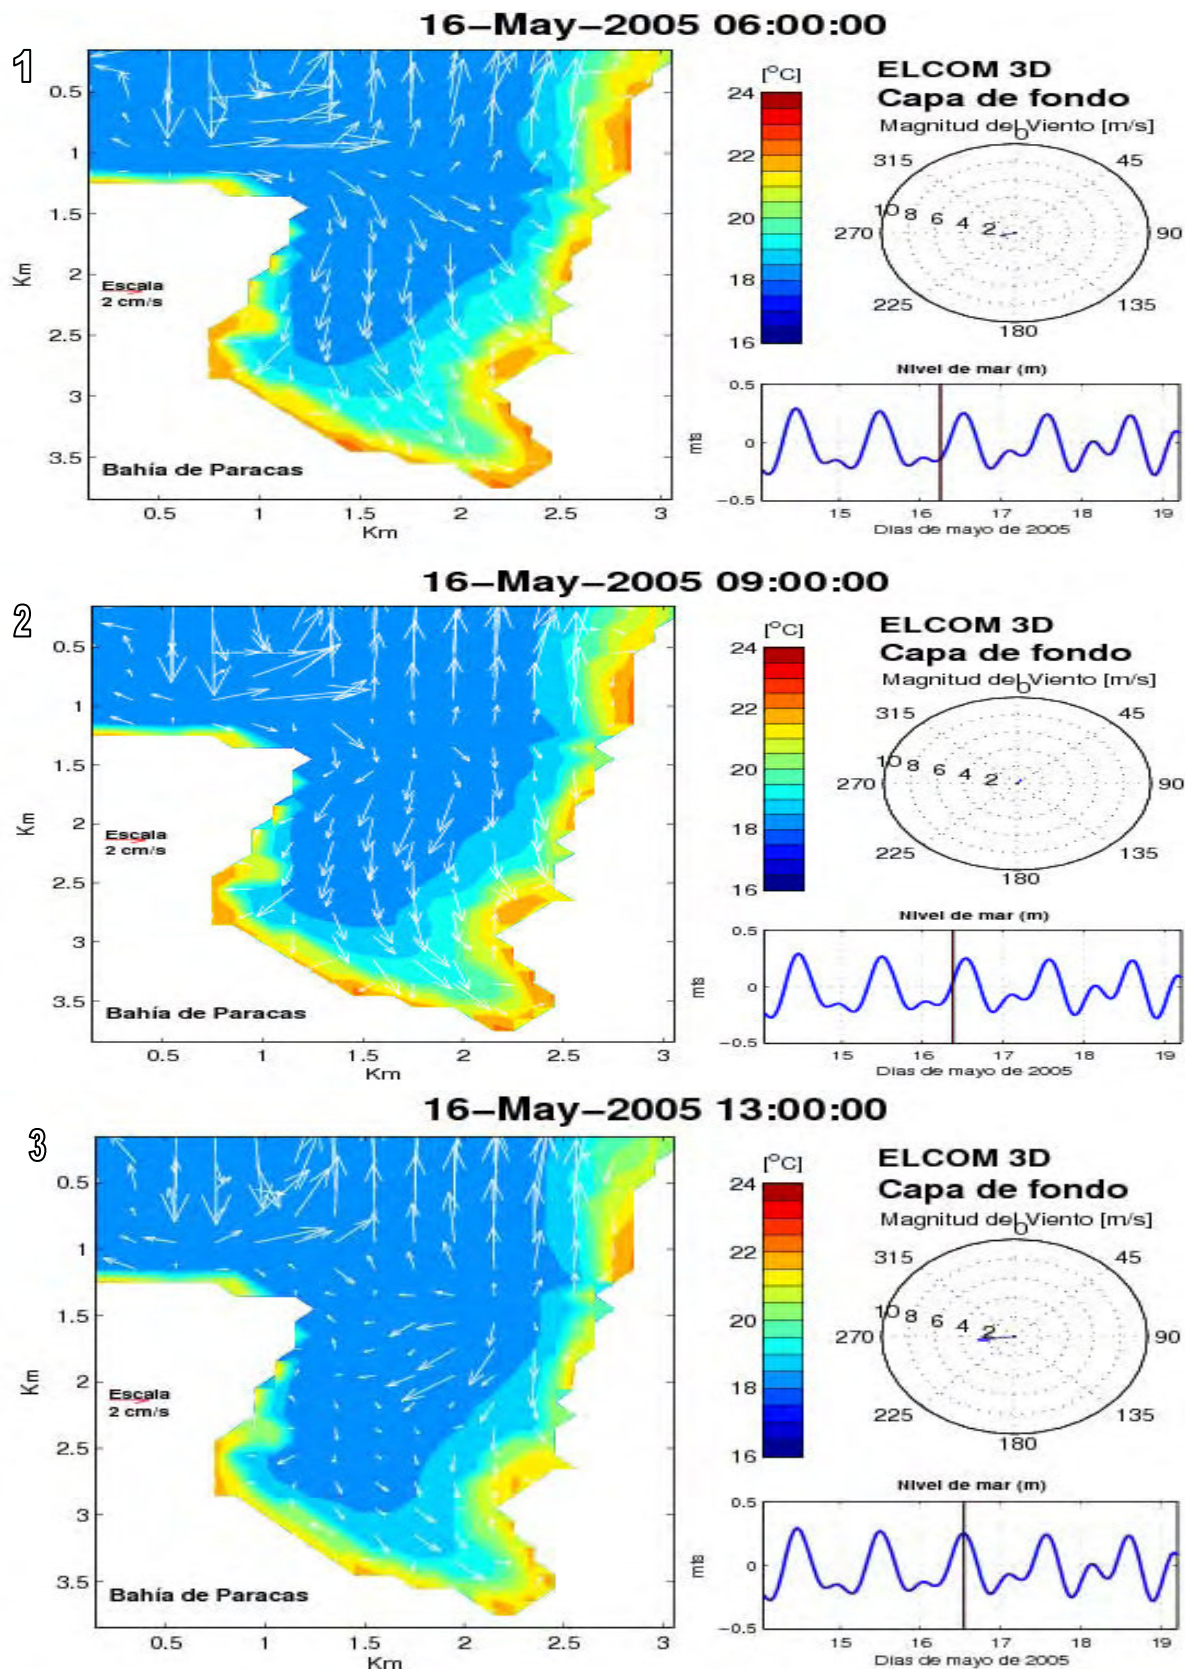 16-May-2005 06:00:00
1
[°C]
ELCOM 3D
Capa de fondo
Magnitud del Viento [m/s]
0
315
45
10 8 6 4 2
270
90
225
135
180
24
22
20
18
16
0.5
1
1.5
2
2.5
3
3.5
Km
Escala
2 cm/s
Bahía de Paracas
0.5 1 1.5 2 2.5 3
Km
Nivel de mar (m)
0.5
0
-0.5
mts
15 16 17 18 19
Dias de mayo de 2005
16-May-2005 09:00:00
2
[°C]
ELCOM 3D
Capa de fondo
Magnitud del Viento [m/s]
0
315
45
10 8 6 4 2
270
90
225
135
180
24
22
20
18
16
0.5
1
1.5
2
2.5
3
3.5
Km
Escala
2 cm/s
Bahía de Paracas
0.5 1 1.5 2 2.5 3
Km
Nivel de mar (m)
0.5
0
-0.5
mts
15 16 17 18 19
Dias de mayo de 2005
16-May-2005 13:00:00
3
[°C]
ELCOM 3D
Capa de fondo
Magnitud del Viento [m/s]
0
315
45
10 8 6 4 2
270
90
225
135
180
24
22
20
18
16
0.5
1
1.5
2
2.5
3
3.5
Km
Escala
2 cm/s
Bahía de Paracas
0.5 1 1.5 2 2.5 3
Km
Nivel de mar (m)
0.5
0
-0.5
mts
15 16 17 18 19
Dias de mayo de 2005